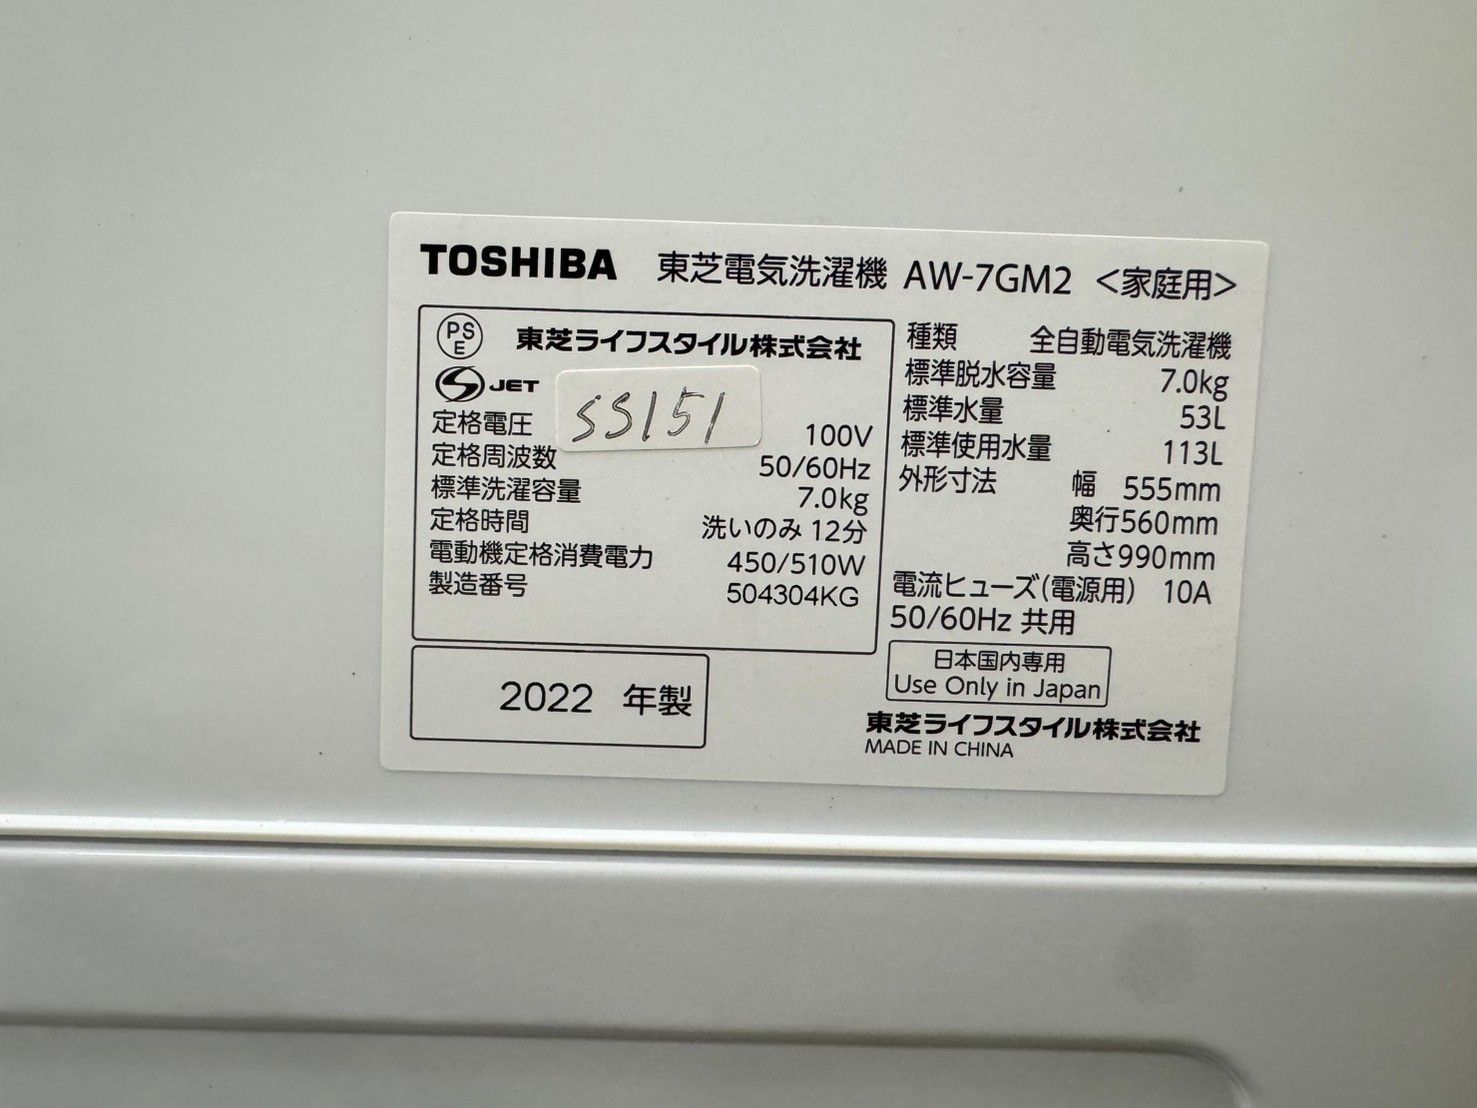 TOSHIBA 東芝電気洗濯機 AW-7GM2 <家庭用>
PSE 東芝ライフスタイル株式会社
S JET
SS151
定格電圧 100V
定格周波数 50/60Hz
標準洗濯容量 7.0kg
定格時間 洗いのみ 12分
電動機定格消費電力 450/510W
製造番号 504304KG
2022 年製
種類 全自動電気洗濯機
標準脱水容量 7.0kg
標準水量 53L
標準使用水量 113L
外形寸法 幅 555mm
奥行560mm
高さ990mm
電流ヒューズ(電源用) 10A
50/60Hz 共用
日本国内専用
Use Only in Japan
東芝ライフスタイル株式会社
MADE IN CHINA